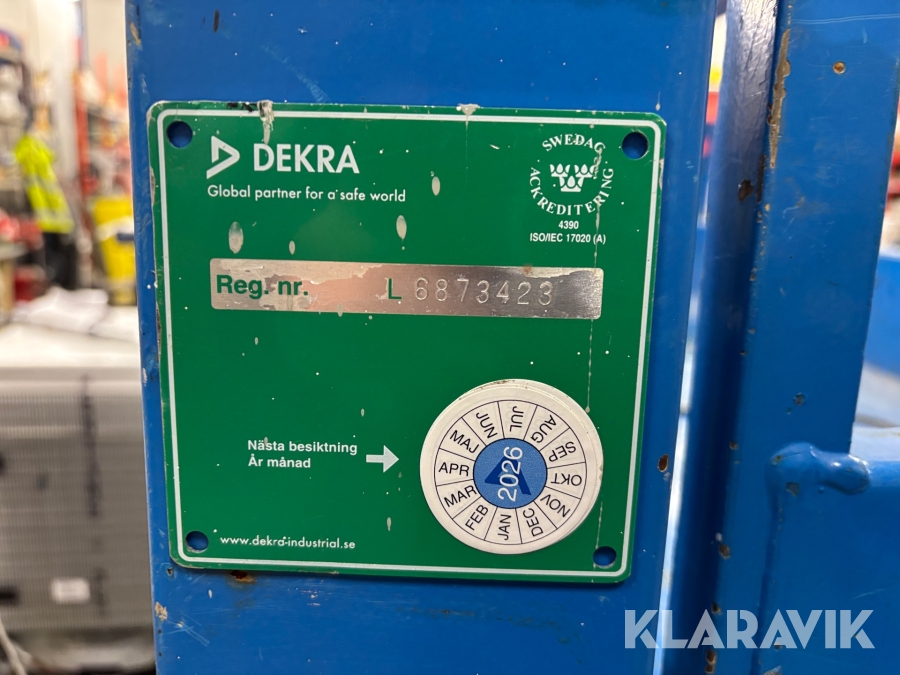 DEKRA
Global partner for a safe world
SWEDAC
ACKREDITERING
4390
ISO/IEC 17020 (A)
Reg. nr. L 6873423
Nästa besiktning
År månad
2026
JAN
FEB
MAR
APR
MAJ
JUN
JUL
AUG
SEP
OKT
NOV
DEC
www.dekra-industrial.se
KLARAVIK